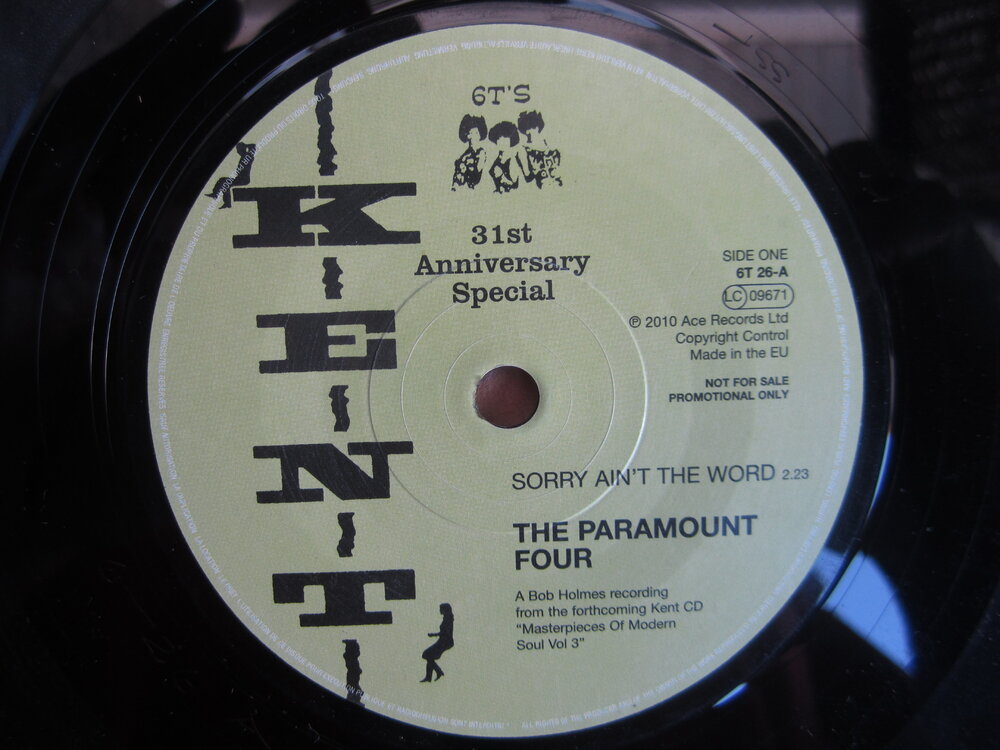 6T'S
KENT
31st
Anniversary
Special
SIDE ONE
6T 26-A
LC 09671
℗ 2010 Ace Records Ltd
Copyright Control
Made in the EU
NOT FOR SALE
PROMOTIONAL ONLY
SORRY AIN'T THE WORD 2.23
THE PARAMOUNT
FOUR
A Bob Holmes recording
from the forthcoming Kent CD
"Masterpieces Of Modern
Soul Vol 3"